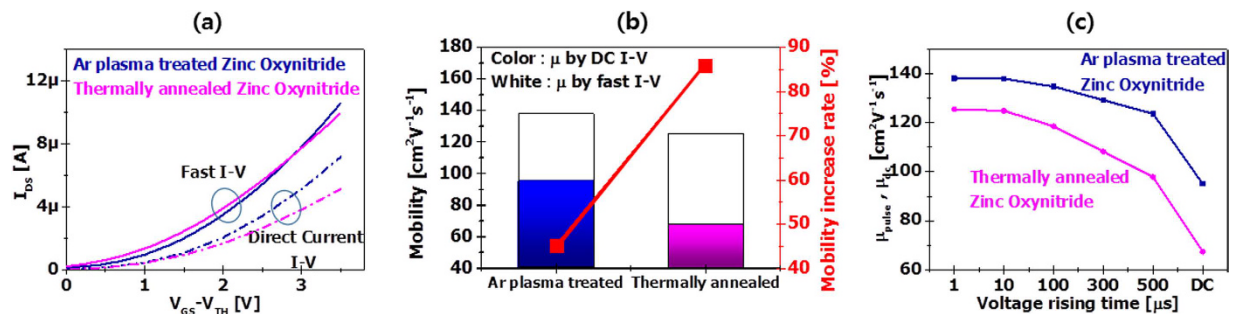 (a)
Ar plasma treated Zinc Oxynitride
Thermally annealed Zinc Oxynitride
12μ
8μ
4μ
0
I_DS [A]
Fast I-V
Direct Current
I-V
0 1 2 3
V_GS-V_TH [V]
(b)
Color : μ by DC I-V
White : μ by fast I-V
180
160
140
120
100
80
60
40
Mobility [cm²V⁻¹s⁻¹]
90
80
70
60
50
40
Mobility increase rate [%]
Ar plasma treated Thermally annealed
(c)
Ar plasma treated
Zinc Oxynitride
Thermally annealed
Zinc Oxynitride
140
120
100
80
60
μ_pulse , μ [cm²V⁻¹s⁻¹]
1 10 100 300 500 DC
Voltage rising time [μs]